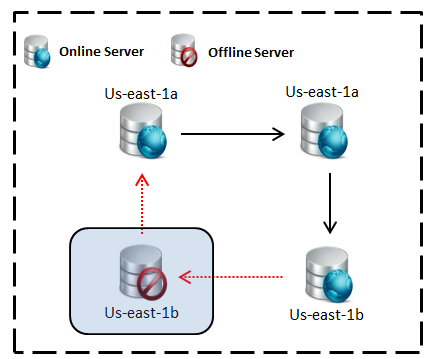 Online Server
Offline Server
Us-east-1a
Us-east-1a
Us-east-1b
Us-east-1b